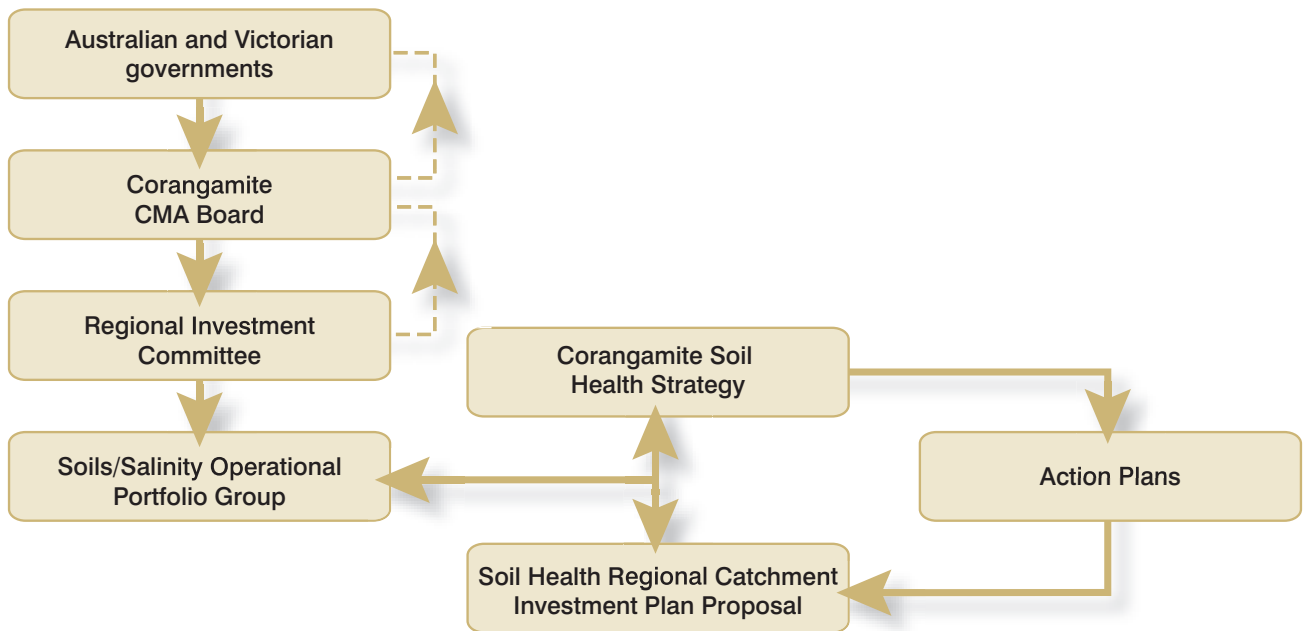 Australian and Victorian
governments
Corangamite
CMA Board
Regional Investment
Committee
Soils/Salinity Operational
Portfolio Group
Corangamite Soil
Health Strategy
Action Plans
Soil Health Regional Catchment
Investment Plan Proposal